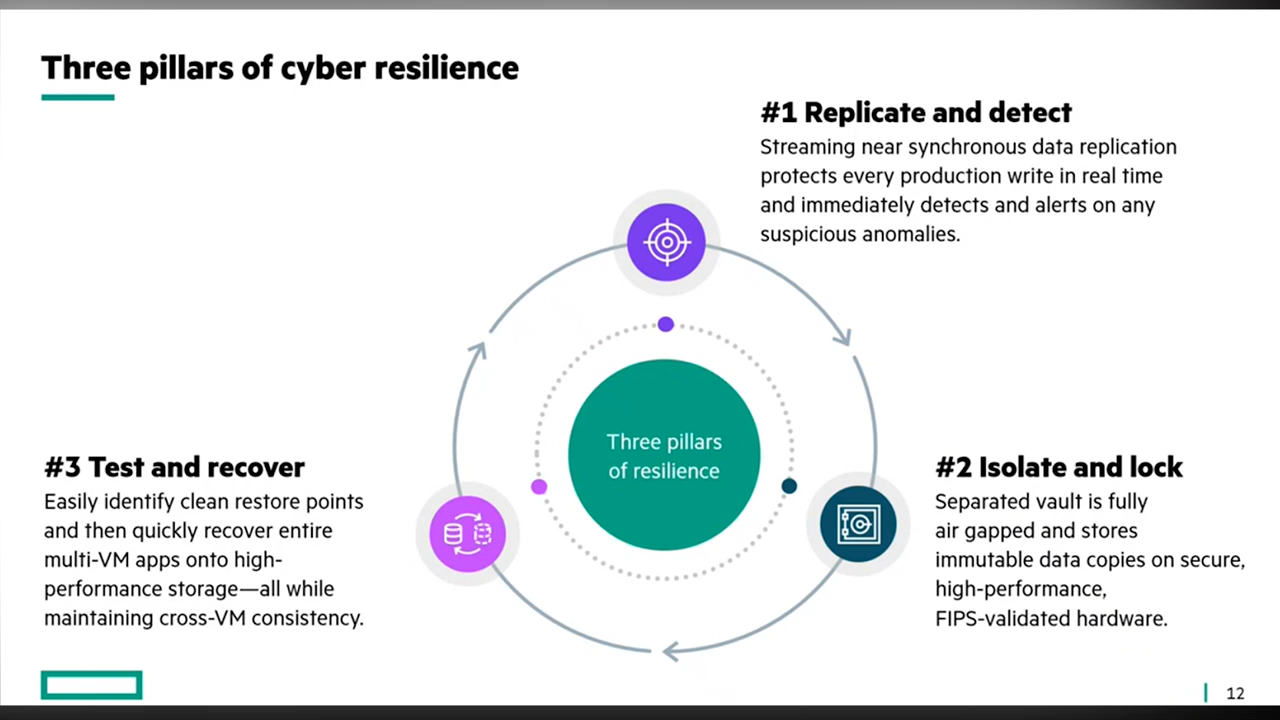 Three pillars of cyber resilience
#1 Replicate and detect
Streaming near synchronous data replication
protects every production write in real time
and immediately detects and alerts on any
suspicious anomalies.
Three pillars
of resilience
#2 Isolate and lock
Separated vault is fully
air gapped and stores
immutable data copies on secure,
high-performance,
FIPS-validated hardware.
#3 Test and recover
Easily identify clean restore points
and then quickly recover entire
multi-VM apps onto high-
performance storage—all while
maintaining cross-VM consistency.
12